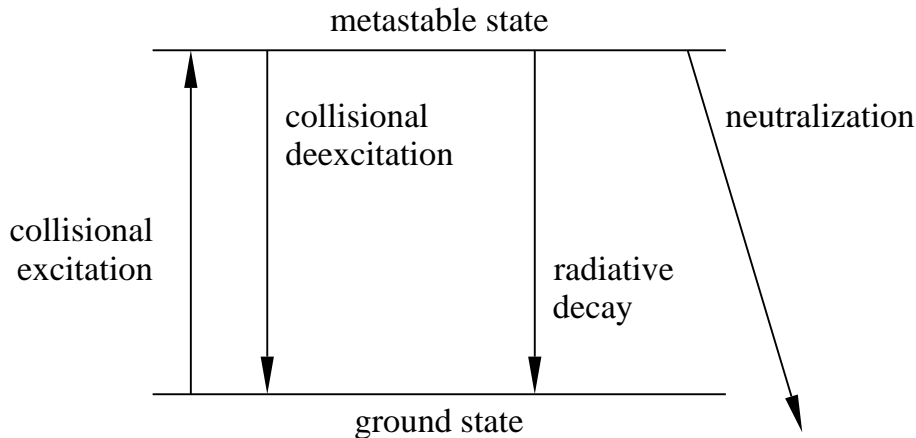 metastable state
collisional
deexcitation
neutralization
collisional
excitation
radiative
decay
ground state